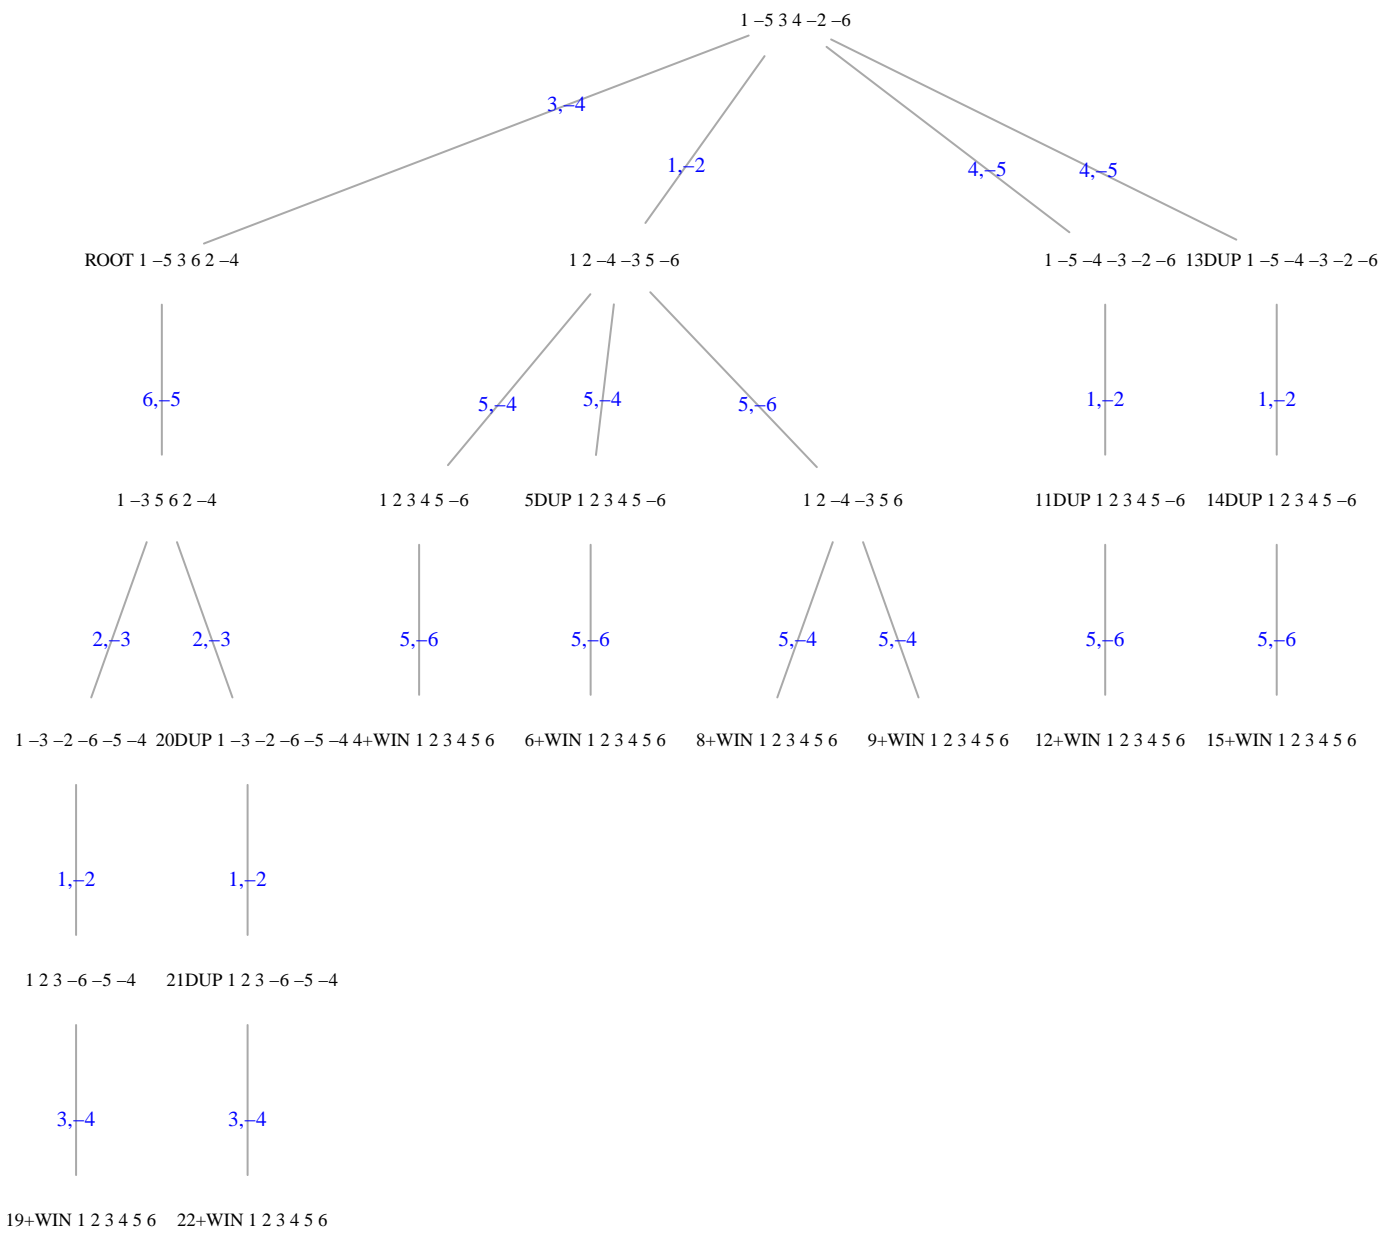 1 –5 3 4 –2 –6
3,–4
1,–2
4,–5 4,–5
ROOT 1 –5 3 6 2 –4 1 2 –4 –3 5 –6 1 –5 –4 –3 –2 –6 13DUP 1 –5 –4 –3 –2 –6
6,–5 5,–4 5,–4 5,–6 1,–2 1,–2
1 –3 5 6 2 –4 1 2 3 4 5 –6 5DUP 1 2 3 4 5 –6 1 2 –4 –3 5 6 11DUP 1 2 3 4 5 –6 14DUP 1 2 3 4 5 –6
2,–3 2,–3 5,–6 5,–6 5,–4 5,–4 5,–6 5,–6
1 –3 –2 –6 –5 –4 20DUP 1 –3 –2 –6 –5 –4 4+WIN 1 2 3 4 5 6 6+WIN 1 2 3 4 5 6 8+WIN 1 2 3 4 5 6 9+WIN 1 2 3 4 5 6 12+WIN 1 2 3 4 5 6 15+WIN 1 2 3 4 5 6
1,–2 1,–2
1 2 3 –6 –5 –4 21DUP 1 2 3 –6 –5 –4
3,–4 3,–4
19+WIN 1 2 3 4 5 6 22+WIN 1 2 3 4 5 6